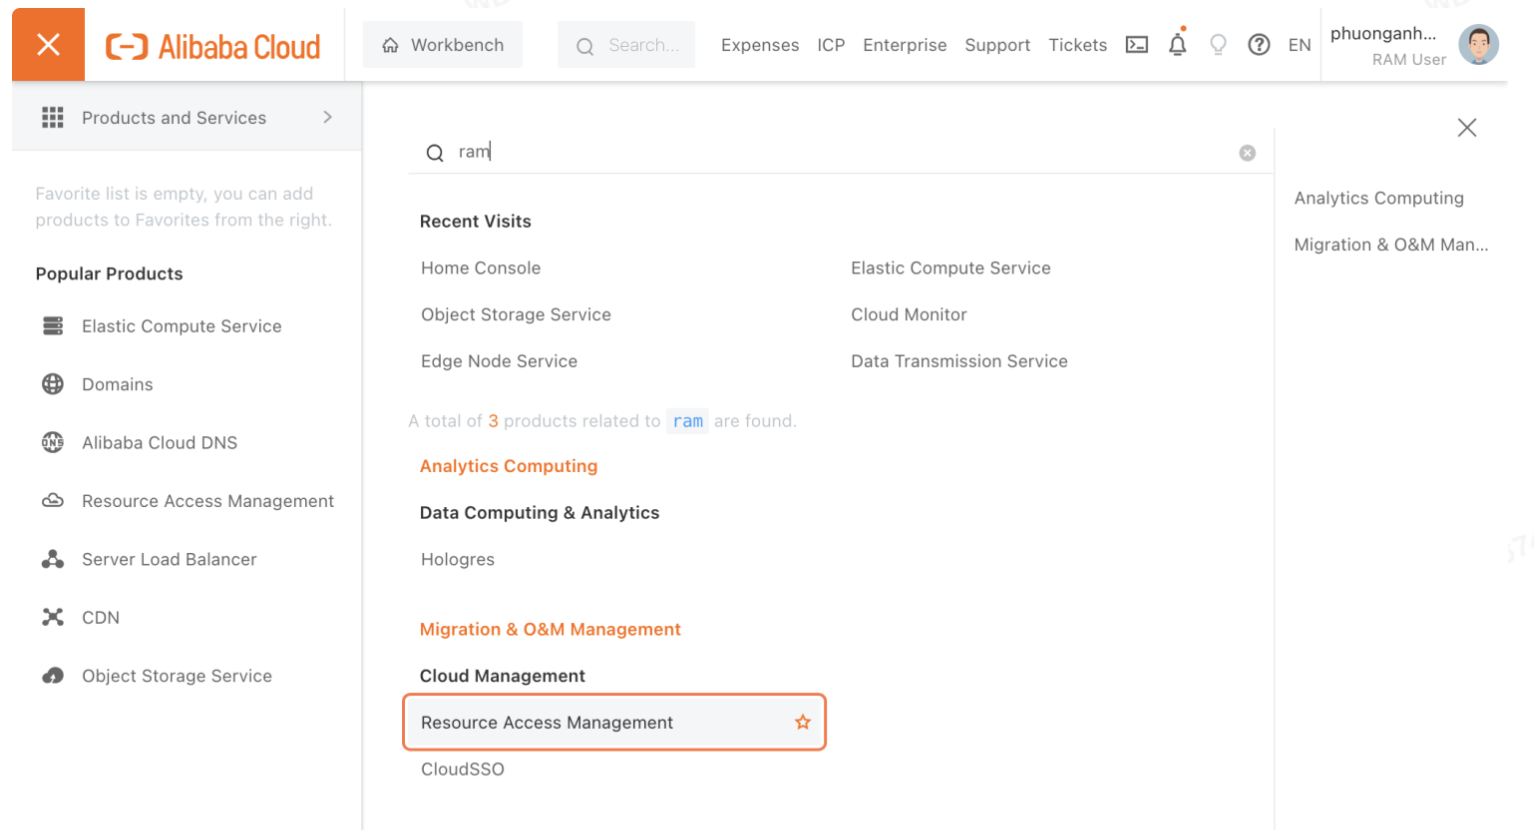 Alibaba Cloud
Workbench
Search...
Expenses
ICP
Enterprise
Support
Tickets
EN
phuonganh...
RAM User
Products and Services
Favorite list is empty, you can add
products to Favorites from the right.
Popular Products
Elastic Compute Service
Domains
DNS
Alibaba Cloud DNS
Resource Access Management
Server Load Balancer
CDN
Object Storage Service
ram
Recent Visits
Home Console
Elastic Compute Service
Object Storage Service
Cloud Monitor
Edge Node Service
Data Transmission Service
A total of 3 products related to ram are found.
Analytics Computing
Data Computing & Analytics
Hologres
Migration & O&M Management
Cloud Management
Resource Access Management
CloudSSO
Analytics Computing
Migration & O&M Man...